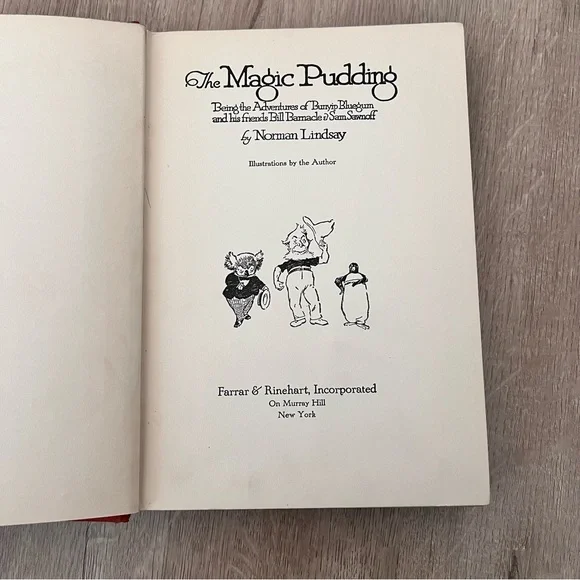 The Magic Pudding
Being the Adventures of Bunyip Bluegum
and his friends Bill Barnacle & Sam Sawnoff
by Norman Lindsay
Illustrations by the Author
Farrar & Rinehart, Incorporated
On Murray Hill
New York